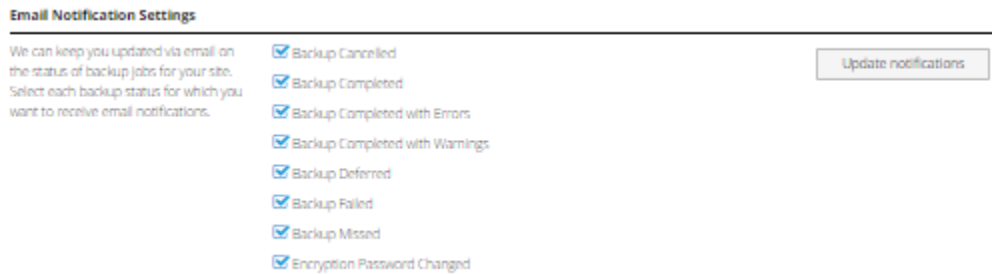 Email Notification Settings
We can keep you updated via email on
the status of backup jobs for your site.
Select each backup status for which you
want to receive email notifications.
Backup Cancelled
Backup Completed
Backup Completed with Errors
Backup Completed with Warnings
Backup Deferred
Backup Failed
Backup Missed
Encryption Password Changed
Update notifications